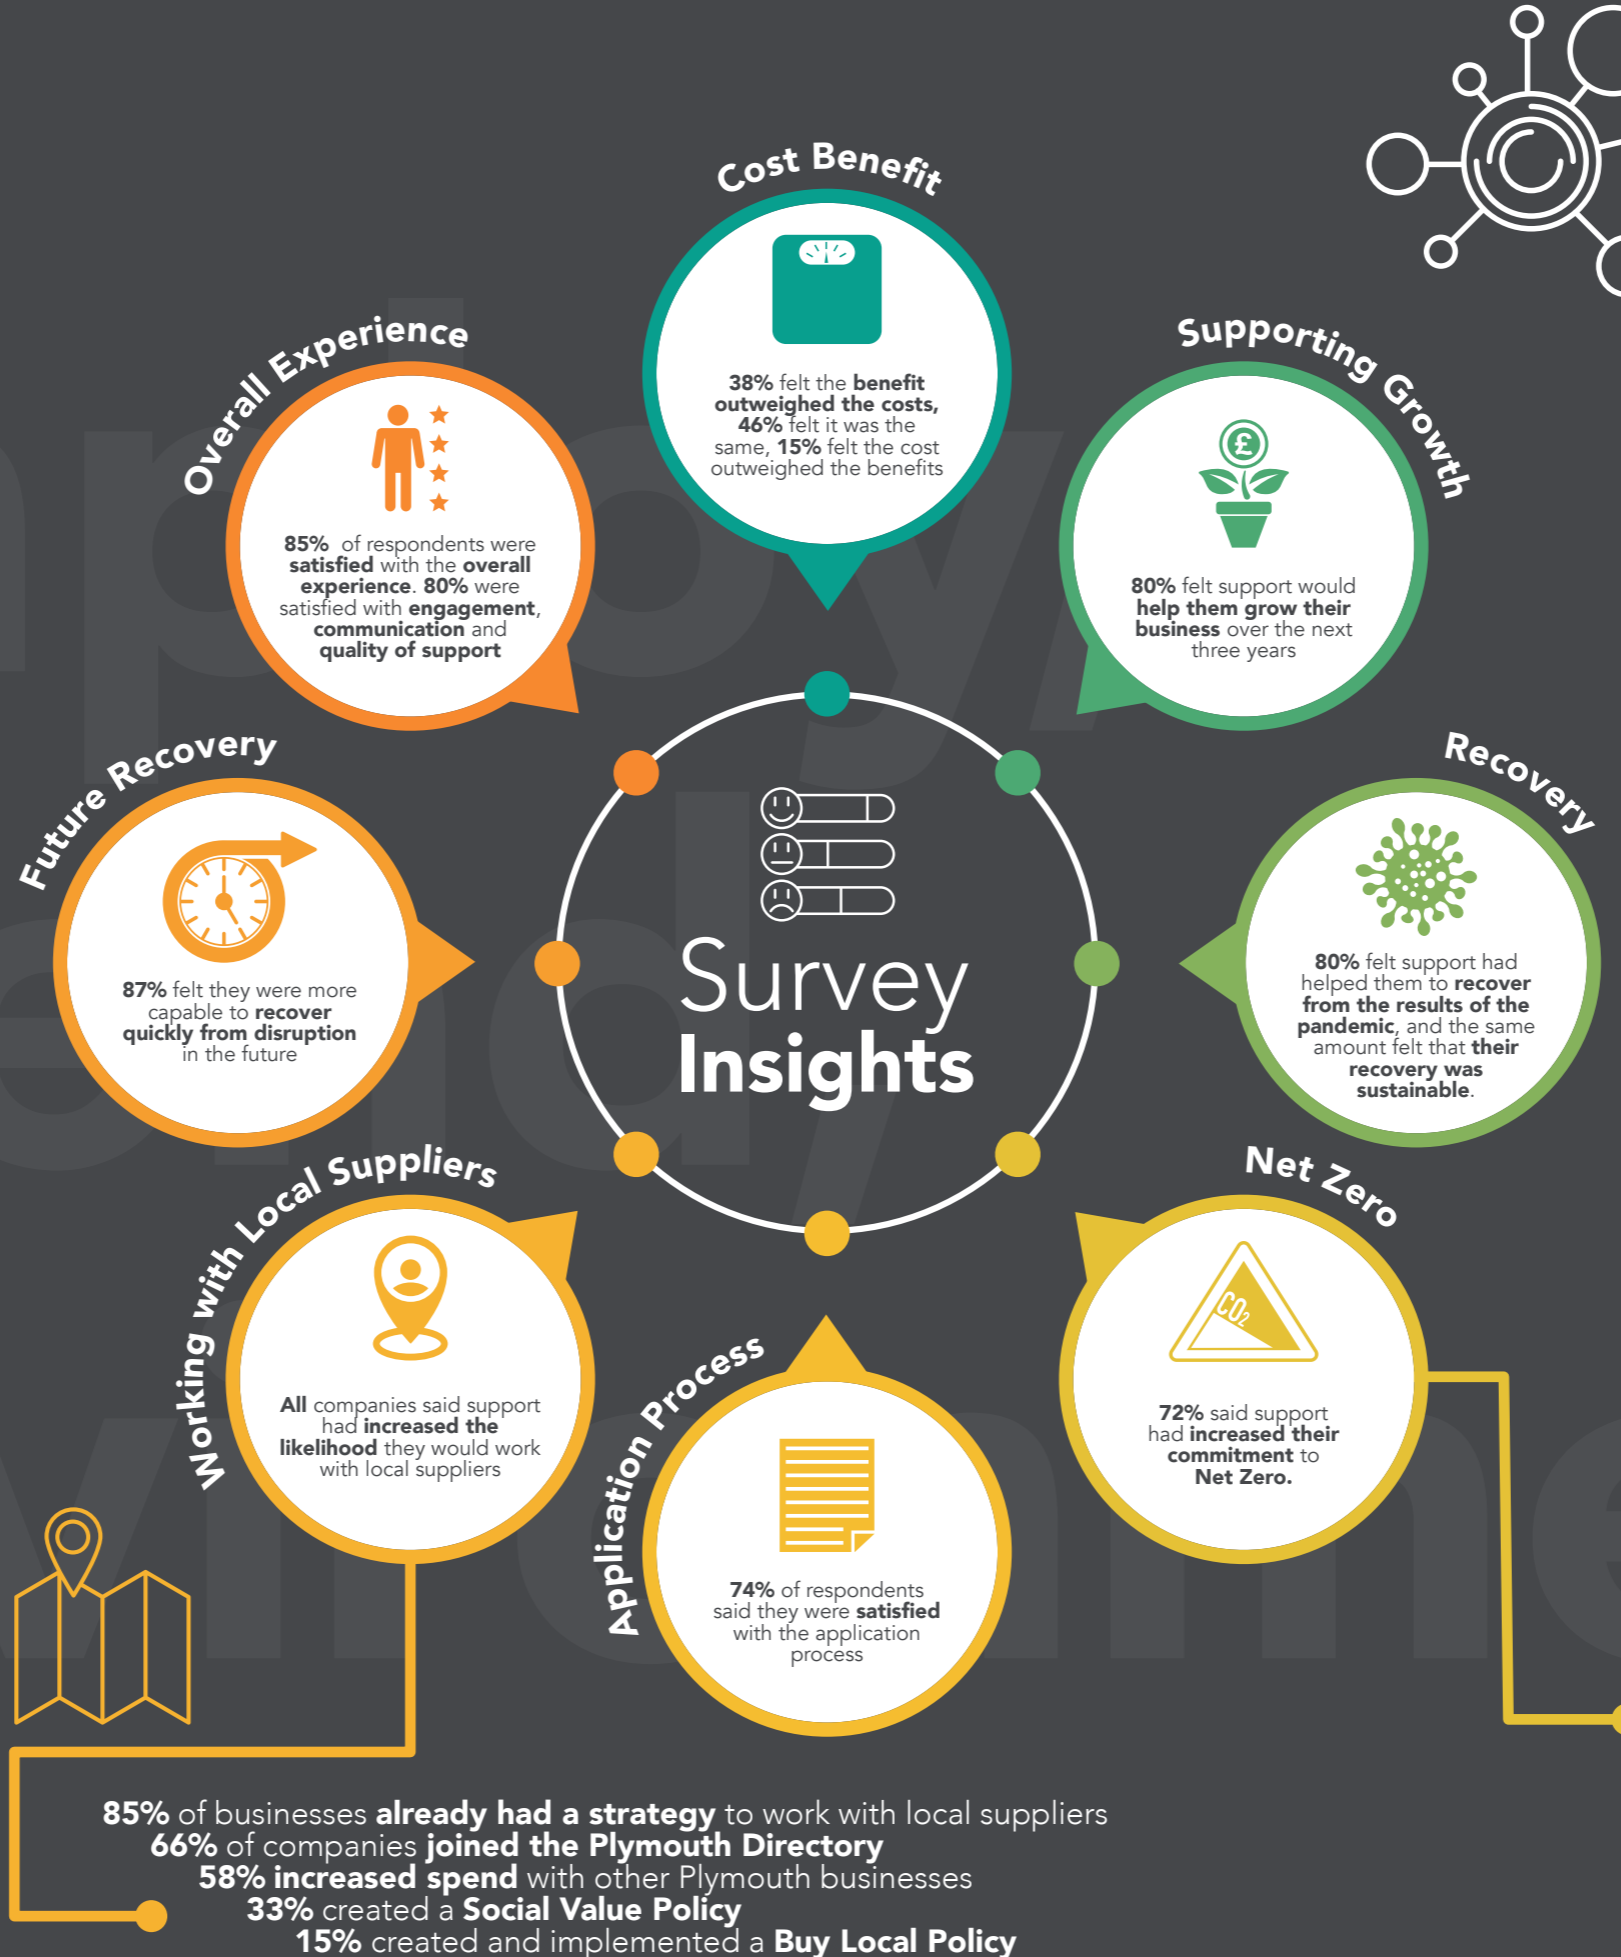 Cost Benefit
38% felt the benefit
outweighed the costs,
46% felt it was the
same, 15% felt the cost
outweighed the benefits
Overall Experience
85% of respondents were
satisfied with the overall
experience. 80% were
satisfied with engagement,
communication and
quality of support
Supporting Growth
£
80% felt support would
help them grow their
business over the next
three years
Future Recovery
87% felt they were more
capable to recover
quickly from disruption
in the future
Survey
Insights
Recovery
80% felt support had
helped them to recover
from the results of the
pandemic, and the same
amount felt that their
recovery was
sustainable.
Working with Local Suppliers
All companies said support
had increased the
likelihood they would work
with local suppliers
Application Process
74% of respondents
said they were satisfied
with the application
process
Net Zero
CO₂
72% said support
had increased their
commitment to
Net Zero.
85% of businesses already had a strategy to work with local suppliers
66% of companies joined the Plymouth Directory
58% increased spend with other Plymouth businesses
33% created a Social Value Policy
15% created and implemented a Buy Local Policy